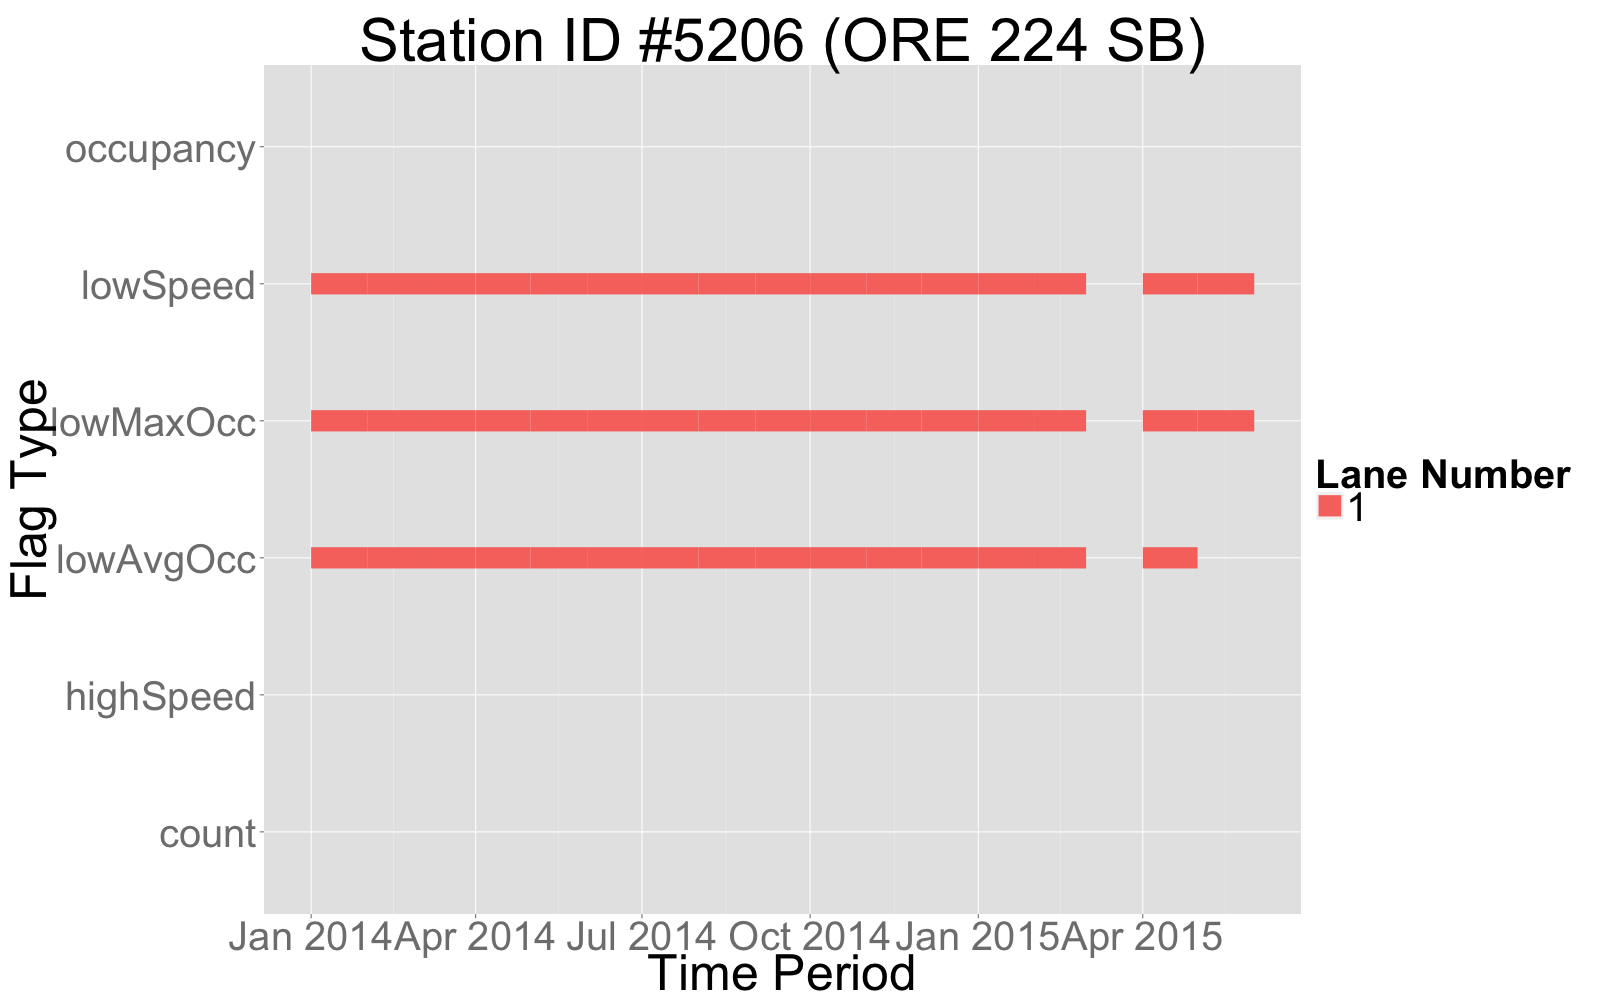 Station ID #5206 (ORE 224 SB)
occupancy
lowSpeed
lowMaxOcc
lowAvgOcc
highSpeed
count
Flag Type
Jan 2014 Apr 2014 Jul 2014 Oct 2014 Jan 2015 Apr 2015
Time Period
Lane Number
1